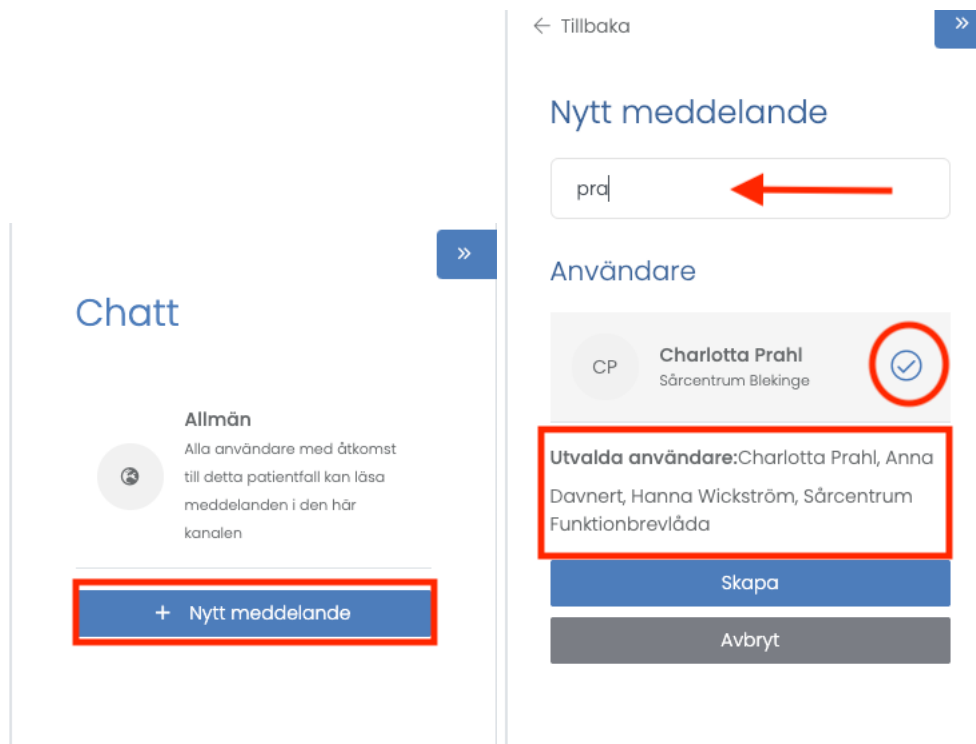 Chatt
Allmän
Alla användare med åtkomst
till detta patientfall kan läsa
meddelanden i den här
kanalen
+ Nytt meddelande
← Tillbaka
»
Nytt meddelande
pra
Användare
CP
Charlotta Prahl
Sårcentrum Blekinge
Utvalda användare:Charlotta Prahl, Anna
Davnert, Hanna Wickström, Sårcentrum
Funktionbrevlåda
Skapa
Avbryt